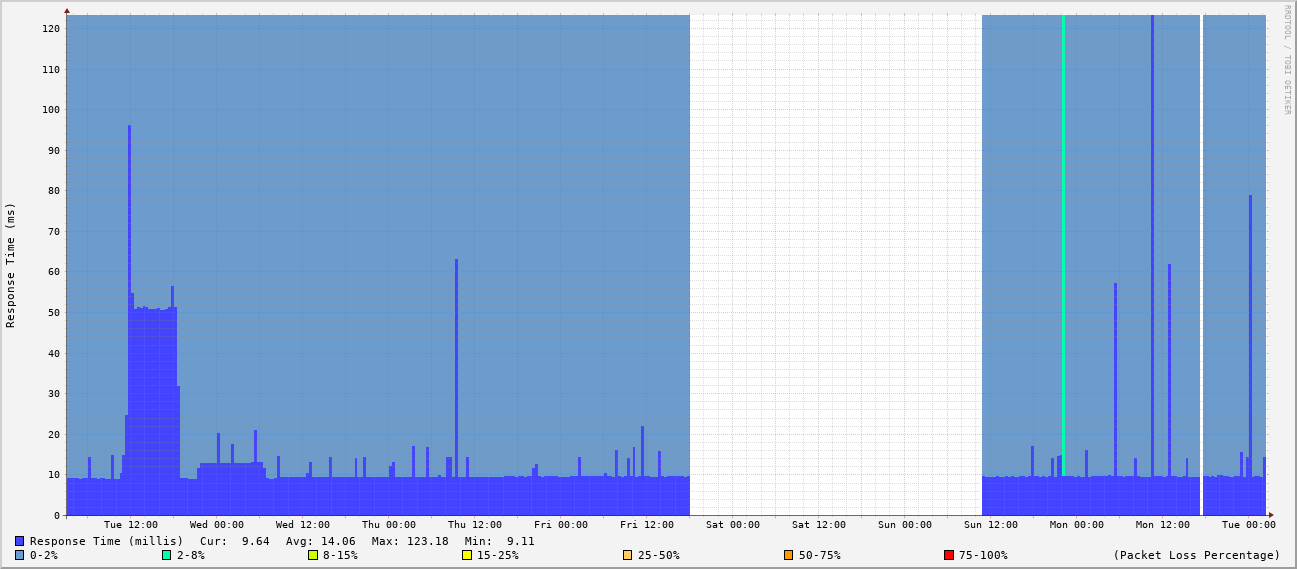 RRDTOOL / TOBI OETIKER
Response Time (ms)
120
110
100
90
80
70
60
50
40
30
20
10
0
Tue 12:00 Wed 00:00 Wed 12:00 Thu 00:00 Thu 12:00 Fri 00:00 Fri 12:00 Sat 00:00 Sat 12:00 Sun 00:00 Sun 12:00 Mon 00:00 Mon 12:00 Tue 00:00
Response Time (millis) Cur: 9.64 Avg: 14.06 Max: 123.18 Min: 9.11
0-2% 2-8% 8-15% 15-25% 25-50% 50-75% 75-100% (Packet Loss Percentage)